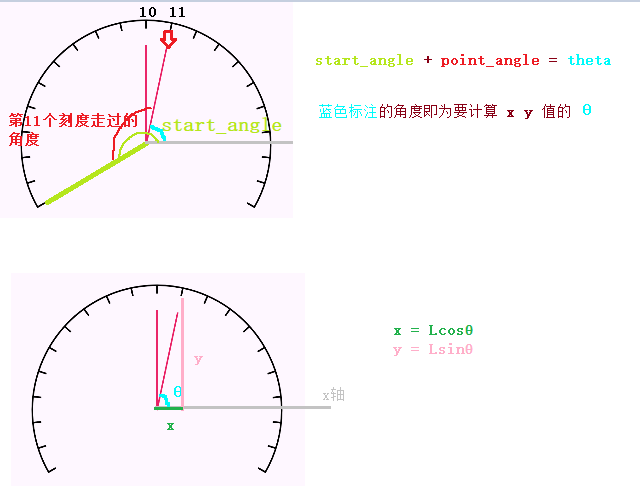 10 11
start_angle + point_angle = theta
蓝色标注的角度即为要计算 x y 值的 θ
第11个刻度走过的
角度
start_angle
x = Lcosθ
y = Lsinθ
y
θ
x轴
x